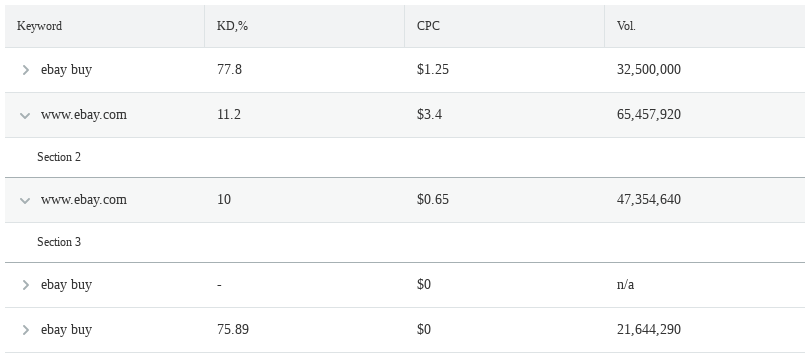 Keyword KD,% CPC Vol.
ebay buy 77.8 $1.25 32,500,000
www.ebay.com 11.2 $3.4 65,457,920
Section 2
www.ebay.com 10 $0.65 47,354,640
Section 3
ebay buy - $0 n/a
ebay buy 75.89 $0 21,644,290